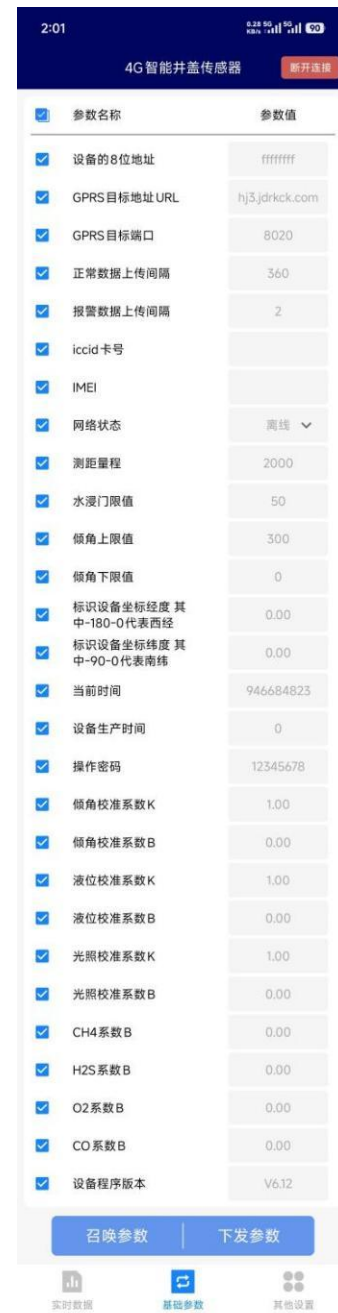 2:01
0.28 KB/s 5G 5G 90
4G智能井盖传感器
断开连接
参数名称 参数值
设备的8位地址 ffffffff
GPRS目标地址URL hj3.jdrkck.com
GPRS目标端口 8020
正常数据上传间隔 360
报警数据上传间隔 2
iccid卡号
IMEI
网络状态 离线
测距量程 2000
水浸门限值 50
倾角上限值 300
倾角下限值 0
标识设备坐标经度 其
中-180-0代表西经 0.00
标识设备坐标纬度 其
中-90-0代表南纬 0.00
当前时间 946684823
设备生产时间 0
操作密码 12345678
倾角校准系数K 1.00
倾角校准系数B 0.00
液位校准系数K 1.00
液位校准系数B 0.00
光照校准系数K 1.00
光照校准系数B 0.00
CH4系数B 0.00
H2S系数B 0.00
O2系数B 0.00
CO系数B 0.00
设备程序版本 V6.12
召唤参数 下发参数
实时数据 基础参数 其他设置